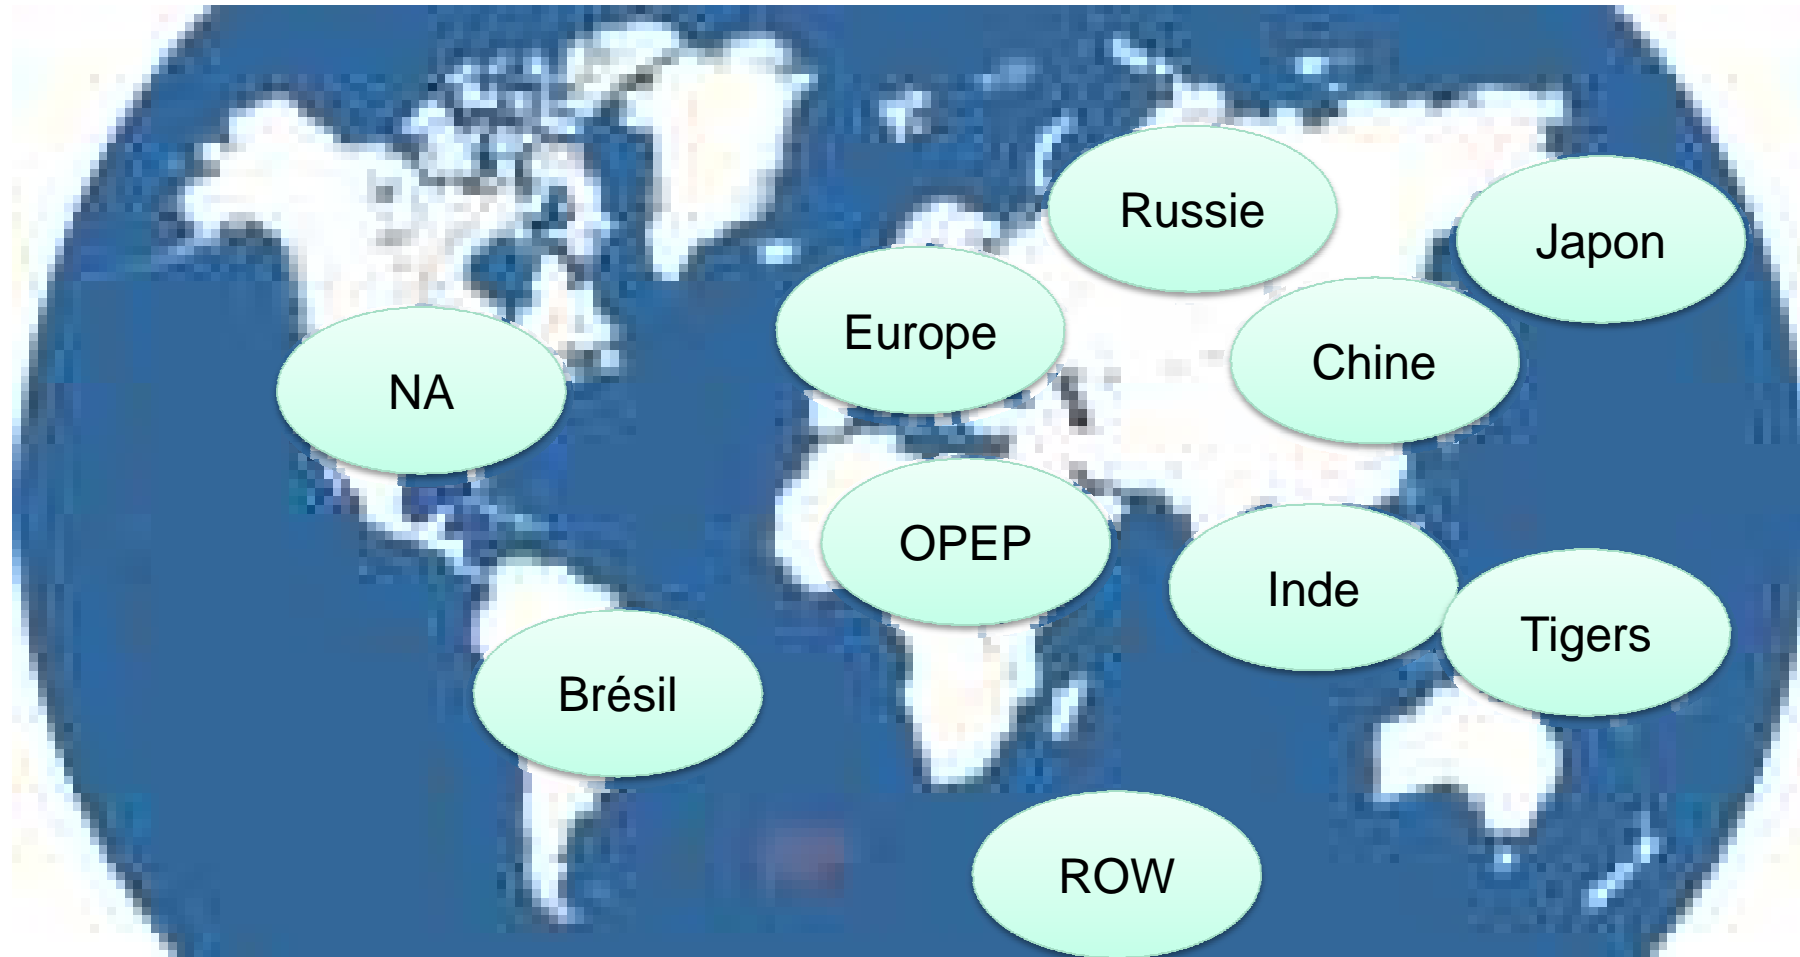 Russie
Japon
Europe
Chine
NA
OPEP
Inde
Tigers
Brésil
ROW